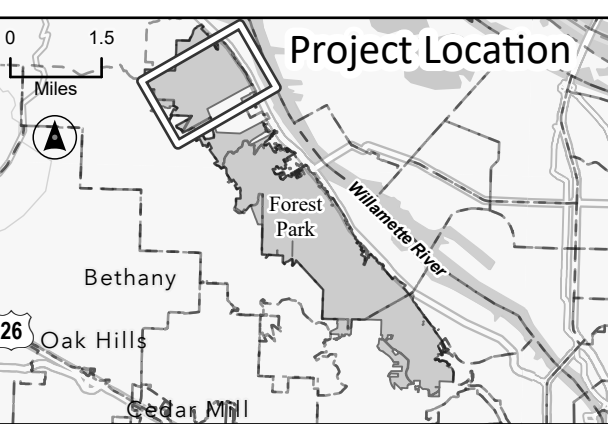 0 1.5
Miles
Project Location
Forest
Park
Willamette River
Bethany
26
Oak Hills
Cedar Mill